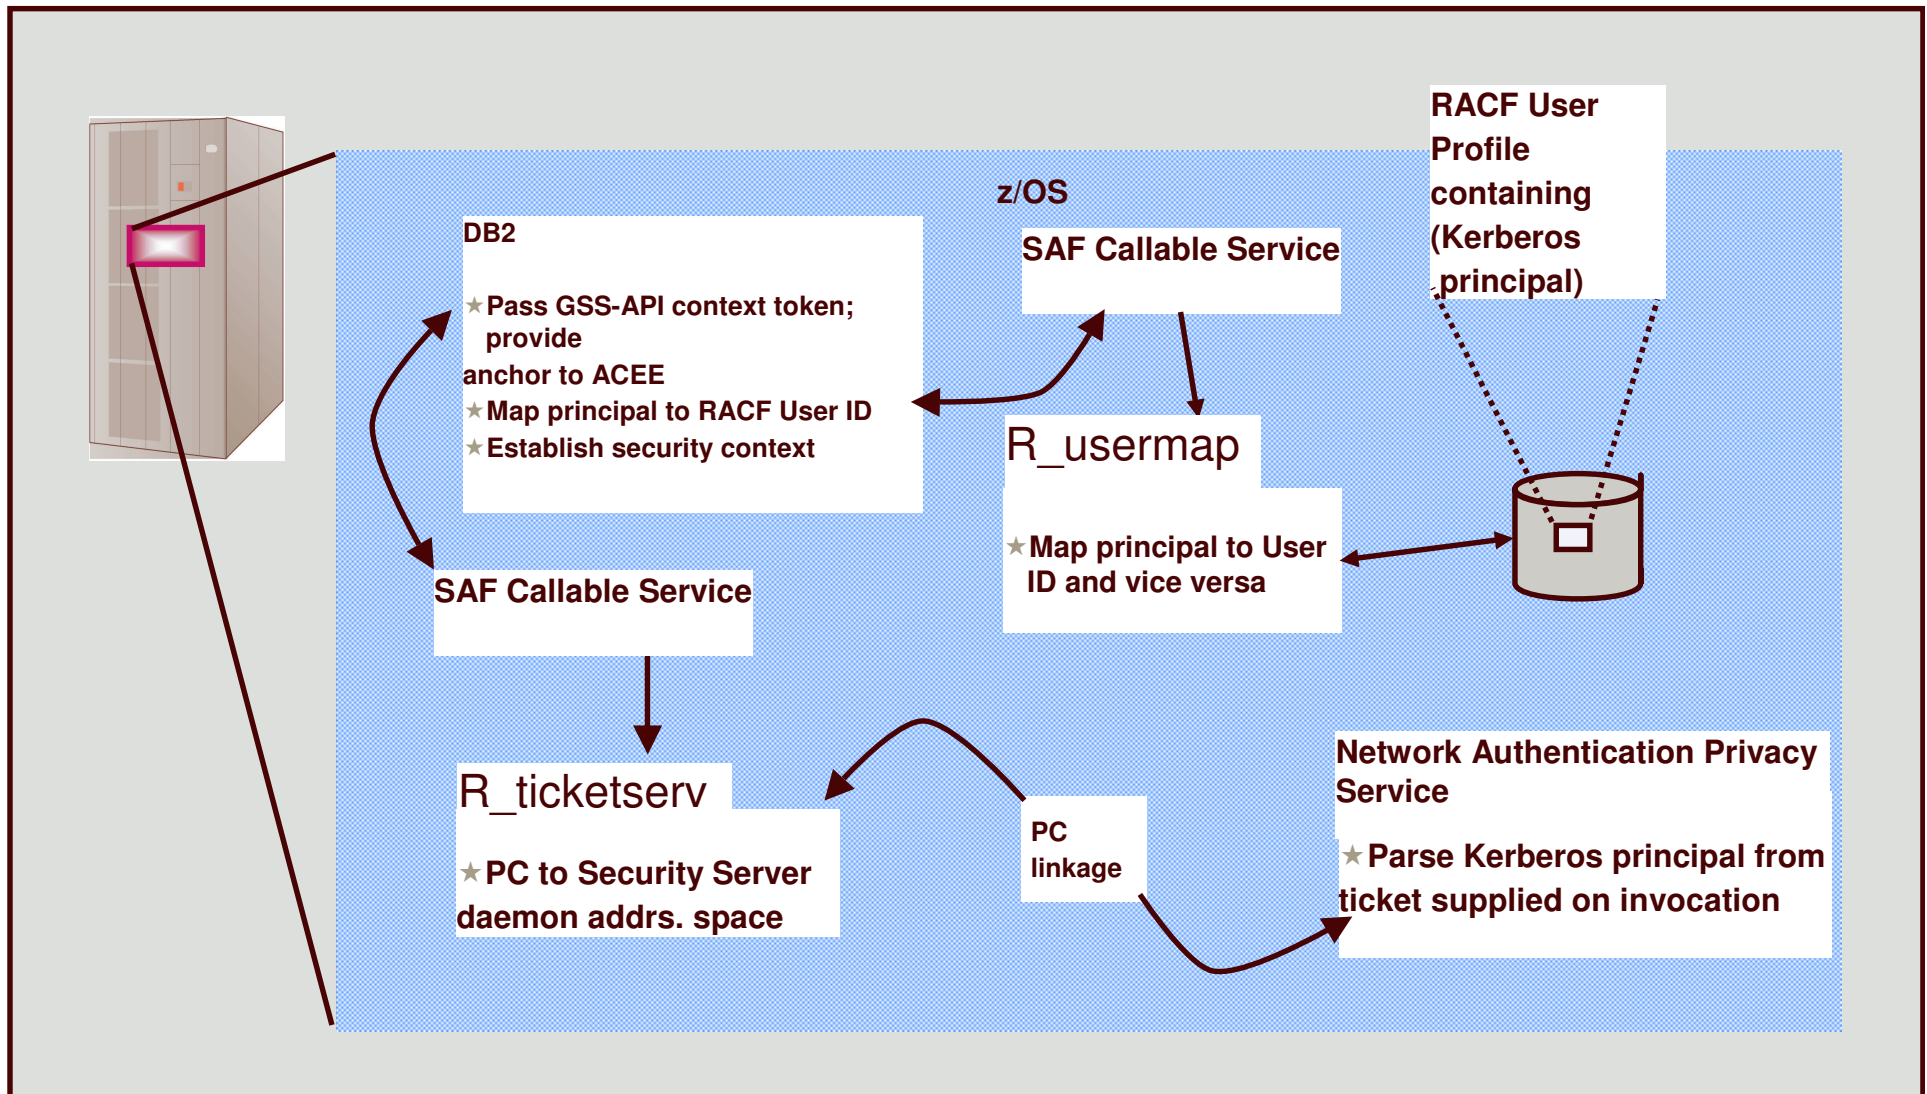 z/OS
DB2
Pass GSS-API context token;
provide
anchor to ACEE
Map principal to RACF User ID
Establish security context
SAF Callable Service
RACF User
Profile
containing
(Kerberos
principal)
R_usermap
Map principal to User
ID and vice versa
SAF Callable Service
R_ticketserv
PC to Security Server
daemon addrs. space
PC
linkage
Network Authentication Privacy
Service
Parse Kerberos principal from
ticket supplied on invocation